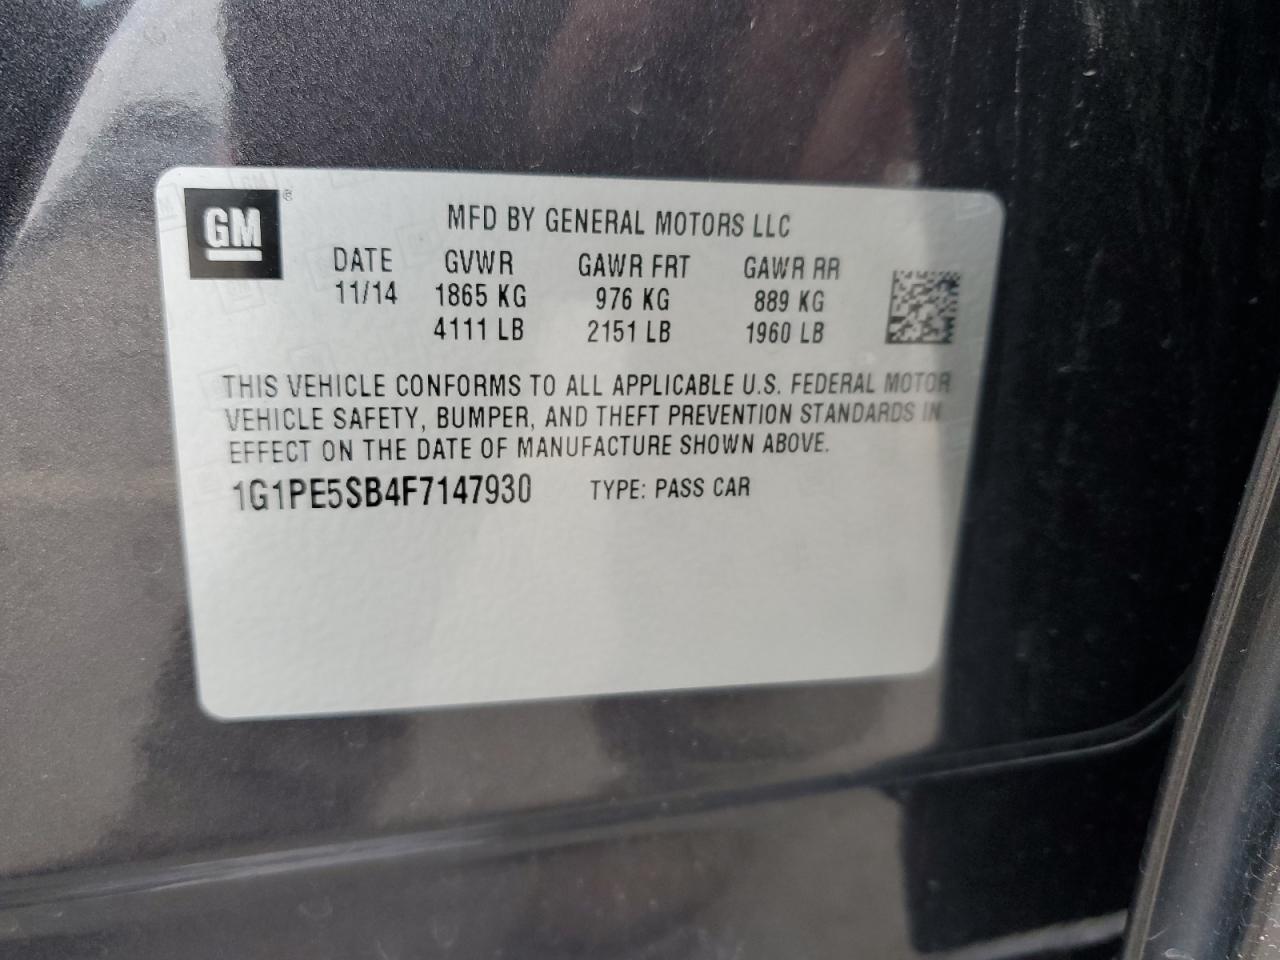 GM ®
MFD BY GENERAL MOTORS LLC
DATE GVWR GAWR FRT GAWR RR
11/14 1865 KG 976 KG 889 KG
4111 LB 2151 LB 1960 LB
THIS VEHICLE CONFORMS TO ALL APPLICABLE U.S. FEDERAL MOTOR
VEHICLE SAFETY, BUMPER, AND THEFT PREVENTION STANDARDS IN
EFFECT ON THE DATE OF MANUFACTURE SHOWN ABOVE.
1G1PE5SB4F7147930 TYPE: PASS CAR